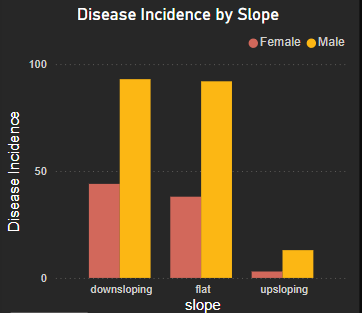 Disease Incidence by Slope
Female Male
100
50
0
Disease Incidence
downsloping flat upsloping
slope